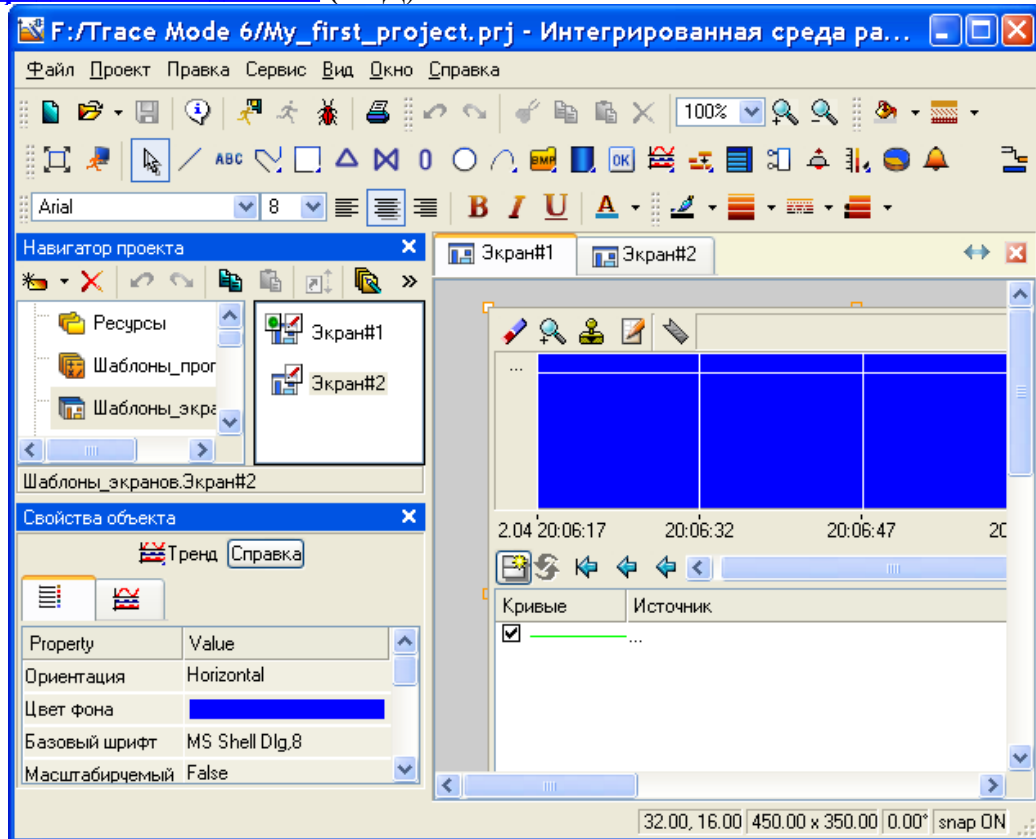 F:/Trace Mode 6/My_first_project.prj - Интегрированная среда ра...
Файл Проект Правка Сервис Вид Окно Справка
100%
ABC BMP OK
Arial 8 B I U A
Навигатор проекта
Экран#1 Экран#2
Ресурсы
Шаблоны_прог
Шаблоны_экра
Экран#1
Экран#2
Шаблоны_экранов.Экран#2
Свойства объекта
Тренд Справка
Property Value
Ориентация Horizontal
Цвет фона
Базовый шрифт MS Shell Dlg,8
Масштабируемый False
...
2.04 20:06:17 20:06:32 20:06:47 20
Кривые Источник
...
32.00, 16.00 450.00 x 350.00 0.00° snap ON